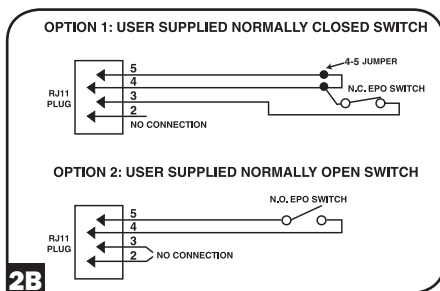 OPTION 1: USER SUPPLIED NORMALLY CLOSED SWITCH
4-5 JUMPER
5
4
N.C. EPO SWITCH
RJ11
PLUG
3
2
NO CONNECTION
OPTION 2: USER SUPPLIED NORMALLY OPEN SWITCH
N.O. EPO SWITCH
5
4
RJ11
PLUG
3
2
NO CONNECTION
2B